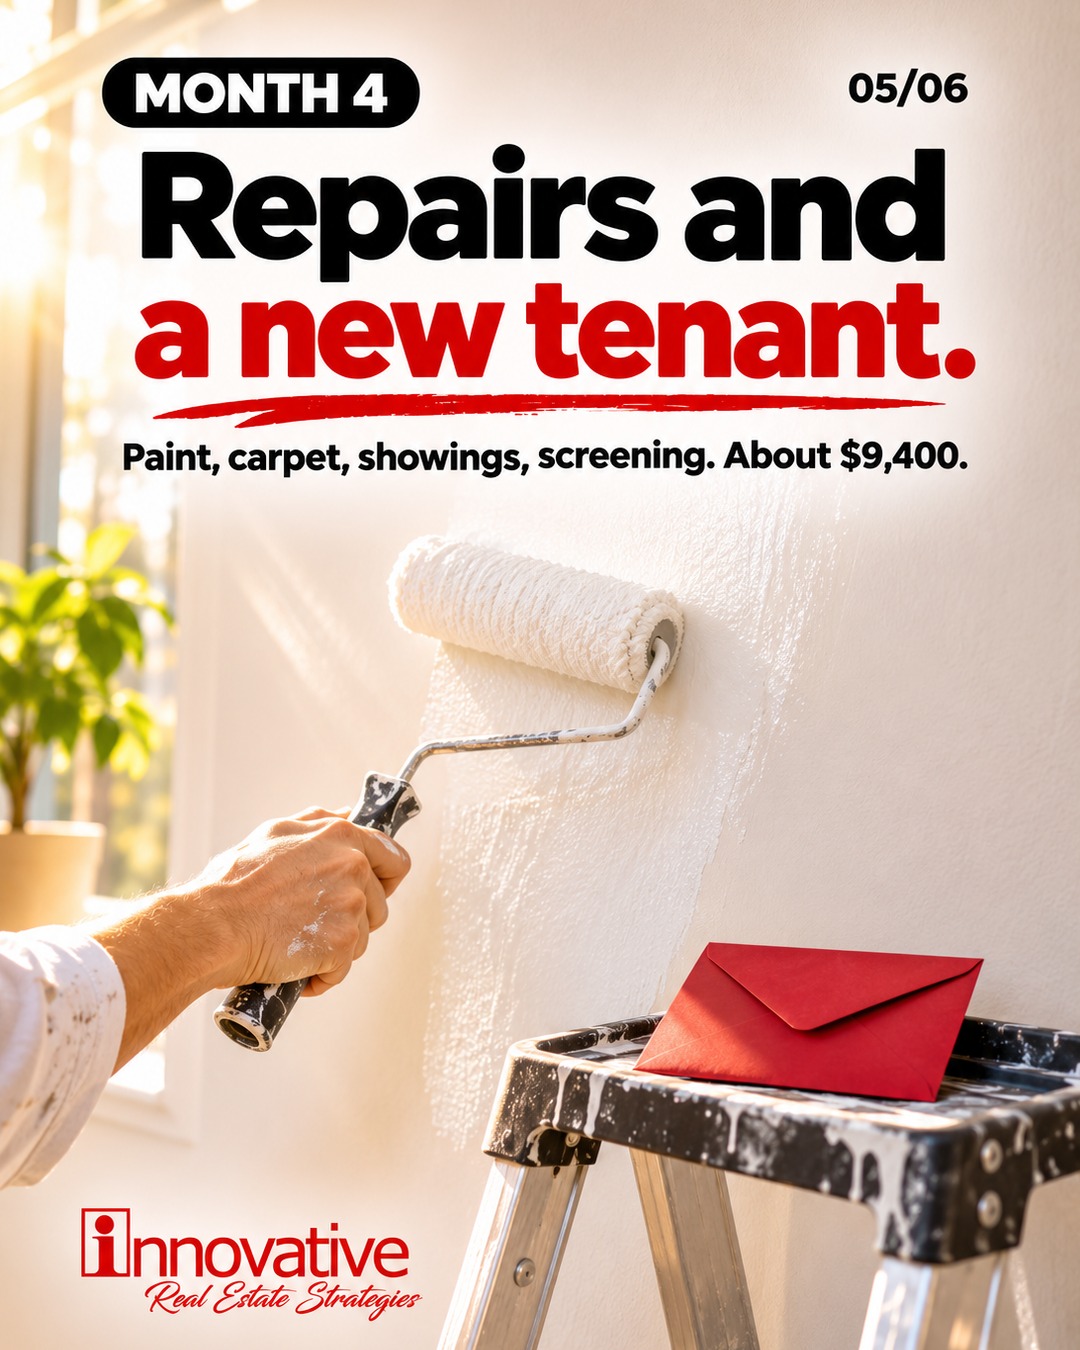 MONTH 4
05/06
Repairs and
a new tenant.
Paint, carpet, showings, screening. About $9,400.
innovative
Real Estate Strategies